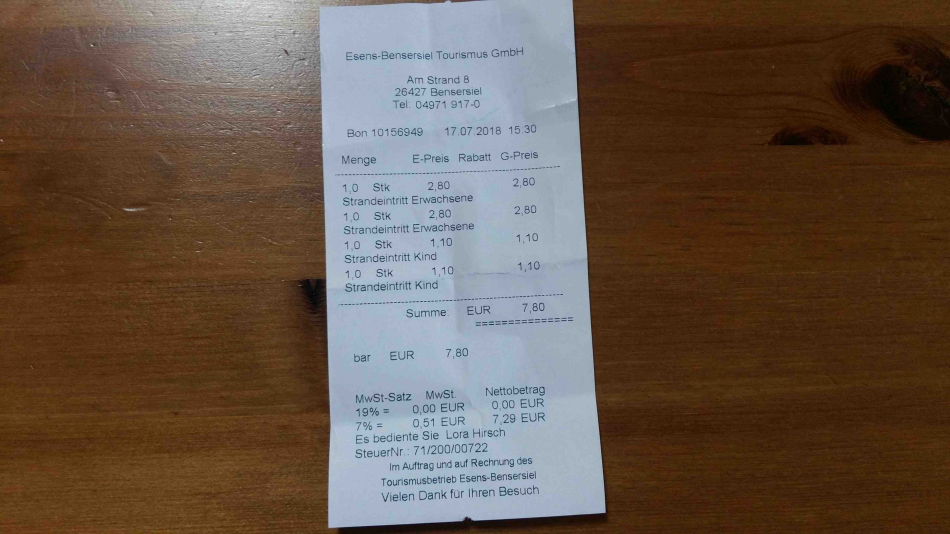 Esens-Bensersiel Tourismus GmbH
Am Strand 8
26427 Bensersiel
Tel. 04971 917-0
Bon 10156949 17.07.2018 15:30
Menge E-Preis Rabatt G-Preis
1,0 Stk 2,80 2,80
Strandeintritt Erwachsene
1,0 Stk 2,80 2,80
Strandeintritt Erwachsene
1,0 Stk 1,10 1,10
Strandeintritt Kind
1,0 Stk 1,10 1,10
Strandeintritt Kind
Summe EUR 7,80
===============
bar EUR 7,80
MwSt-Satz MwSt. Nettobetrag
19% = 0,00 EUR 0,00 EUR
7% = 0,51 EUR 7,29 EUR
Es bediente Sie Lora Hirsch
SteuerNr.: 71/200/00722
Im Auftrag und auf Rechnung des
Tourismusbetrieb Esens-Bensersiel
Vielen Dank für Ihren Besuch